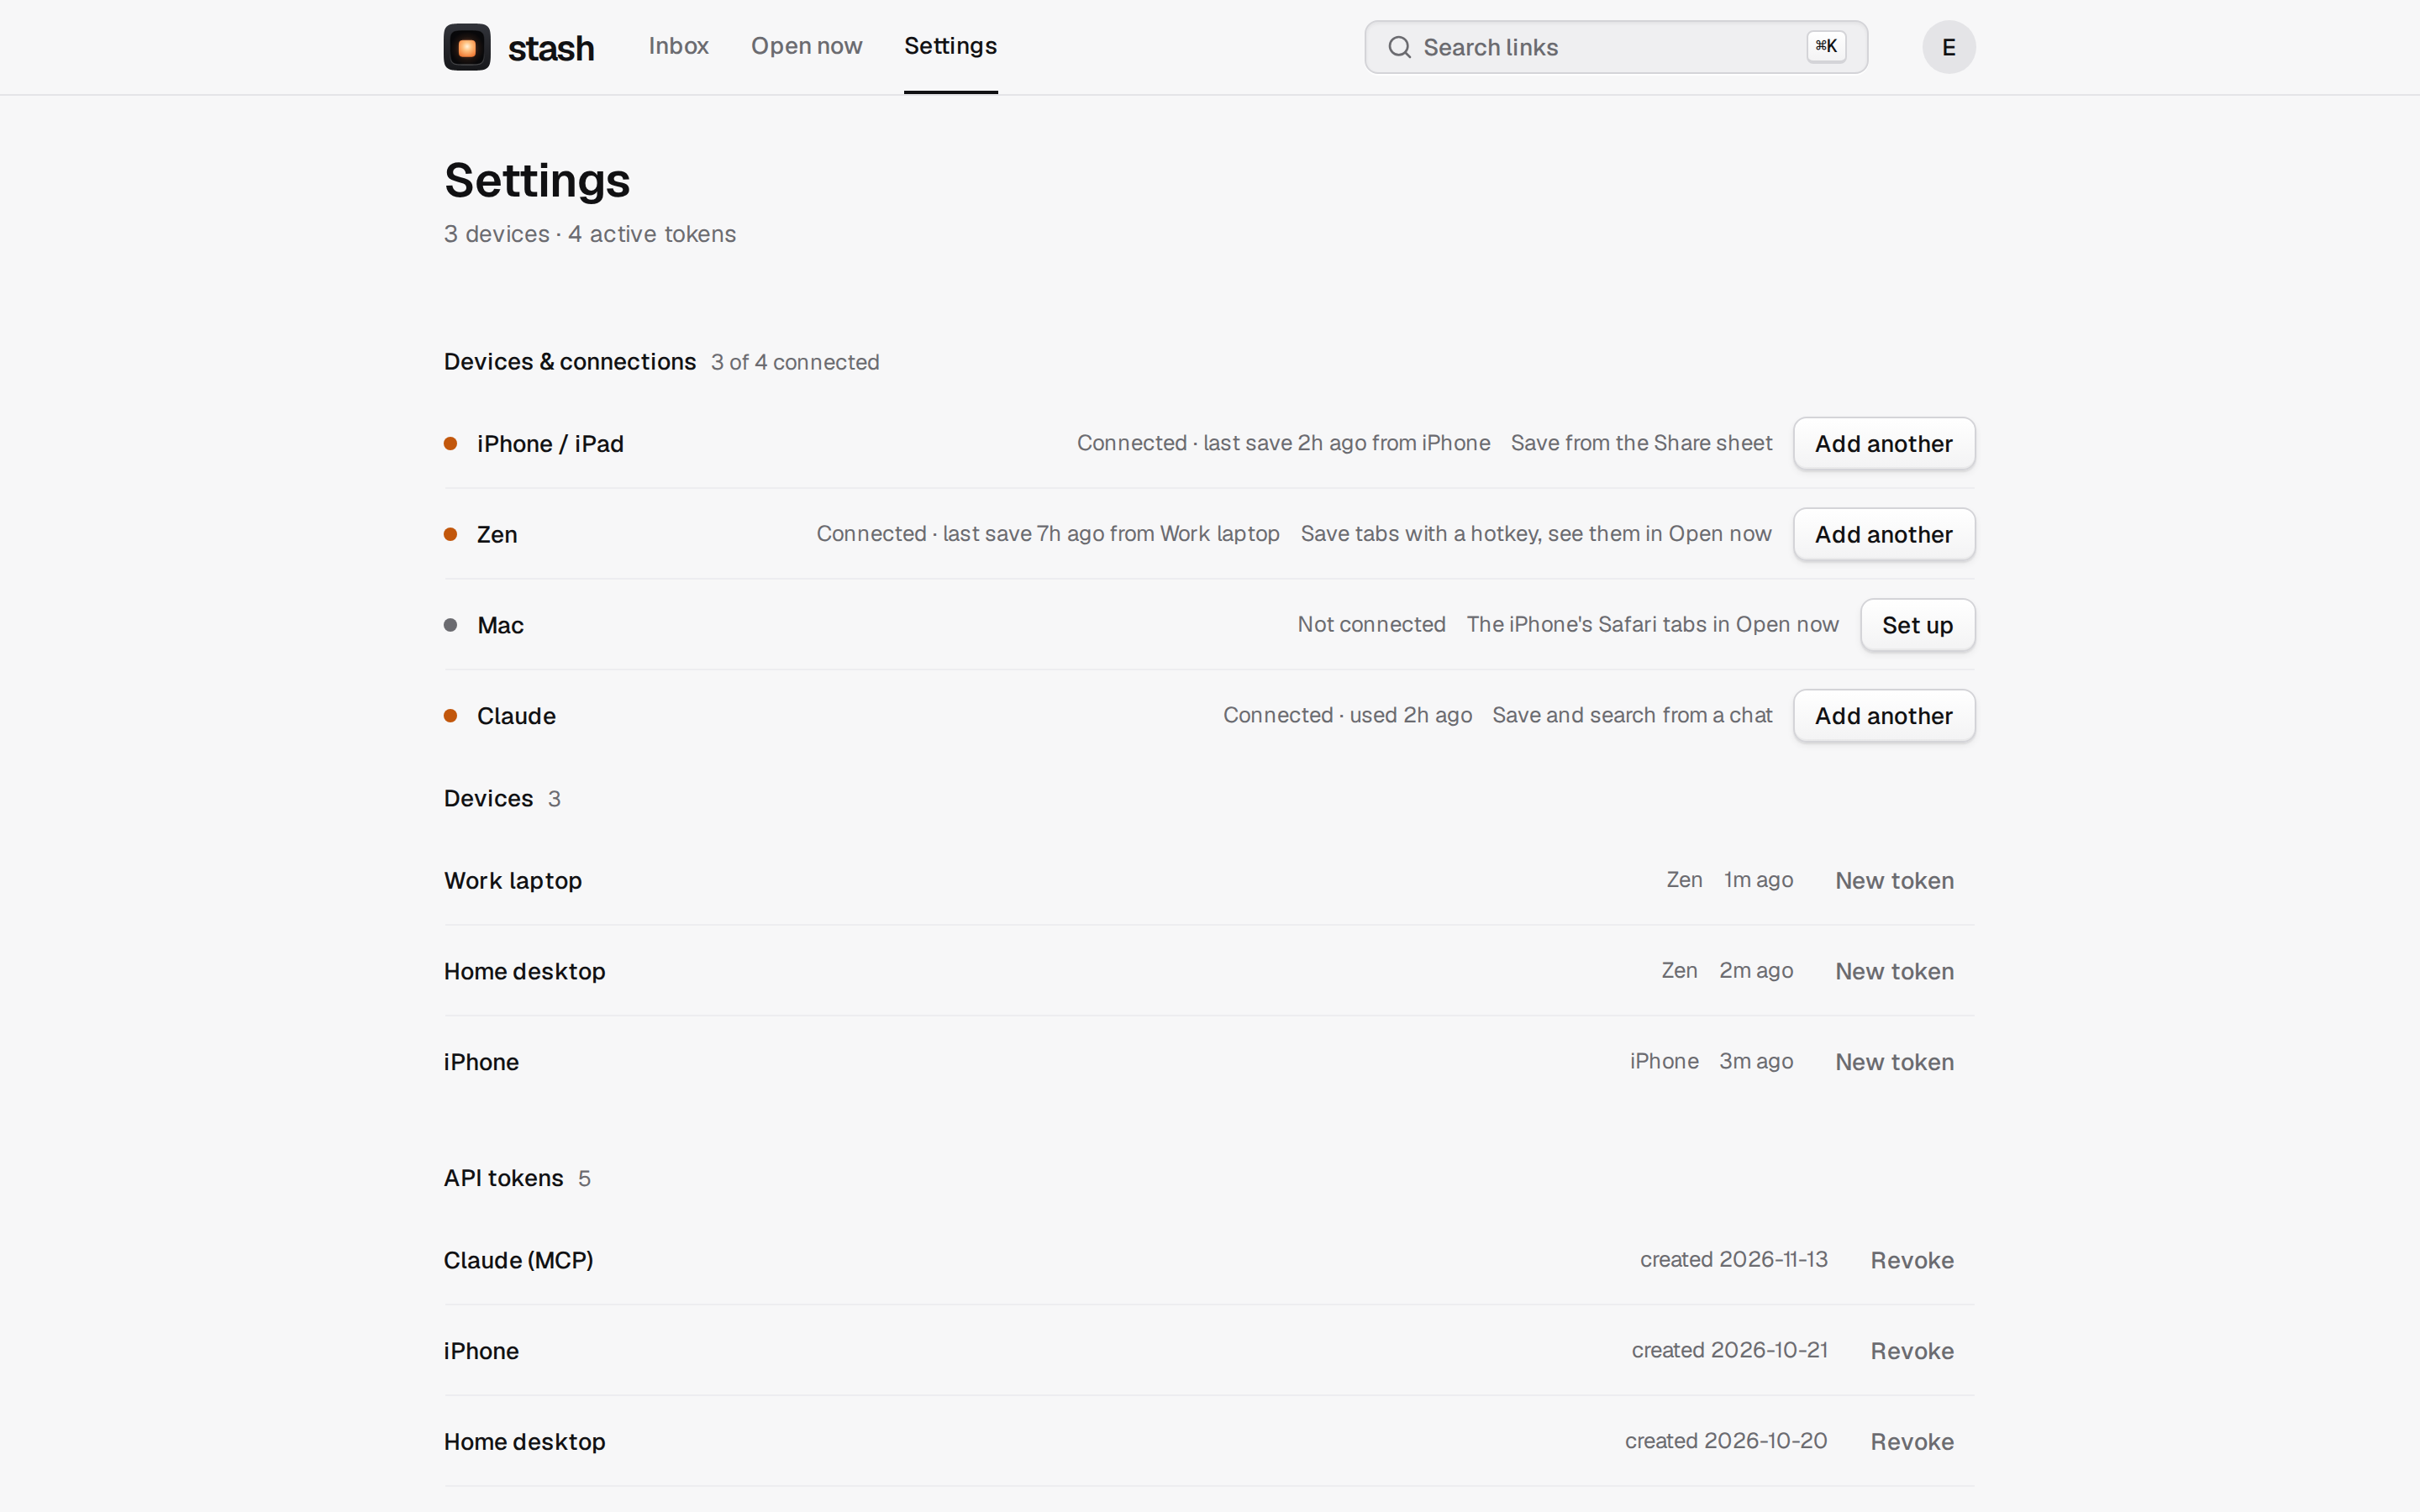 stash Inbox Open now Settings Search links ⌘K E
Settings
3 devices · 4 active tokens
Devices & connections 3 of 4 connected
iPhone / iPad Connected · last save 2h ago from iPhone Save from the Share sheet Add another
Zen Connected · last save 7h ago from Work laptop Save tabs with a hotkey, see them in Open now Add another
Mac Not connected The iPhone's Safari tabs in Open now Set up
Claude Connected · used 2h ago Save and search from a chat Add another
Devices 3
Work laptop Zen 1m ago New token
Home desktop Zen 2m ago New token
iPhone iPhone 3m ago New token
API tokens 5
Claude (MCP) created 2026-11-13 Revoke
iPhone created 2026-10-21 Revoke
Home desktop created 2026-10-20 Revoke